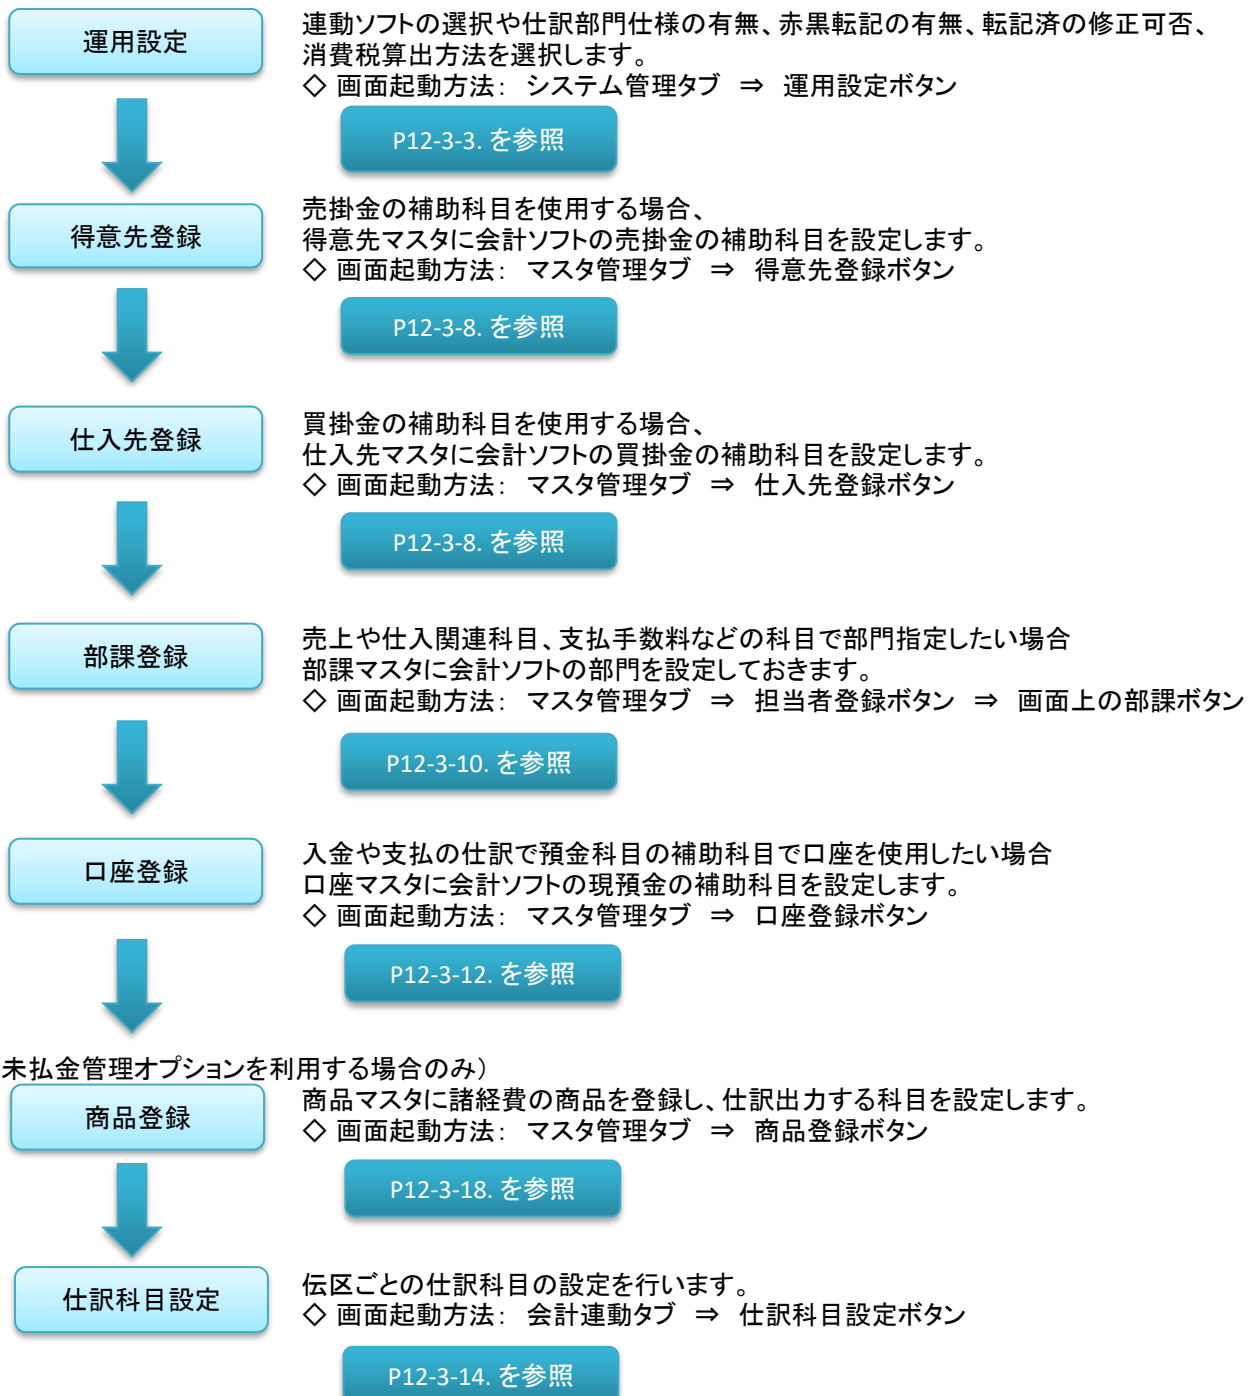 運用設定
連動ソフトの選択や仕訳部門仕様の有無、赤黒転記の有無、転記済の修正可否、
消費税算出方法を選択します。
◇ 画面起動方法： システム管理タブ ⇒ 運用設定ボタン
P12-3-3. を参照
得意先登録
売掛金の補助科目を使用する場合、
得意先マスタに会計ソフトの売掛金の補助科目を設定します。
◇ 画面起動方法： マスタ管理タブ ⇒ 得意先登録ボタン
P12-3-8. を参照
仕入先登録
買掛金の補助科目を使用する場合、
仕入先マスタに会計ソフトの買掛金の補助科目を設定します。
◇ 画面起動方法： マスタ管理タブ ⇒ 仕入先登録ボタン
P12-3-8. を参照
部課登録
売上や仕入関連科目、支払手数料などの科目で部門指定したい場合
部課マスタに会計ソフトの部門を設定しておきます。
◇ 画面起動方法： マスタ管理タブ ⇒ 担当者登録ボタン ⇒ 画面上の部課ボタン
P12-3-10. を参照
口座登録
入金や支払の仕訳で預金科目の補助科目で口座を使用したい場合
口座マスタに会計ソフトの現預金の補助科目を設定します。
◇ 画面起動方法： マスタ管理タブ ⇒ 口座登録ボタン
P12-3-12. を参照
未払金管理オプションを利用する場合のみ）
商品登録
商品マスタに諸経費の商品を登録し、仕訳出力する科目を設定します。
◇ 画面起動方法： マスタ管理タブ ⇒ 商品登録ボタン
P12-3-18. を参照
仕訳科目設定
伝区ごとの仕訳科目の設定を行います。
◇ 画面起動方法： 会計連動タブ ⇒ 仕訳科目設定ボタン
P12-3-14. を参照